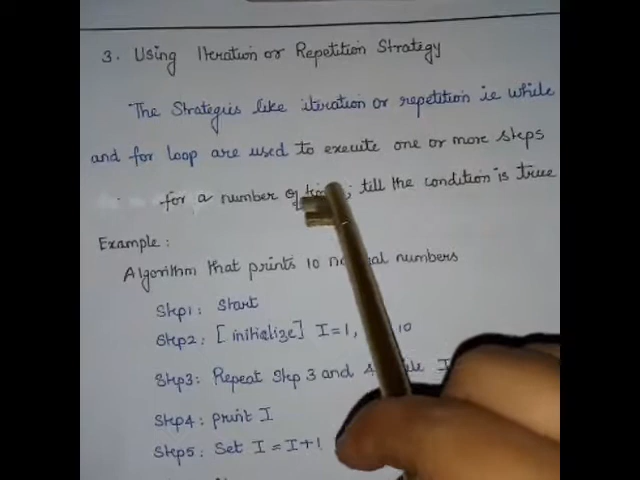 3. Using Iteration or Repetition Strategy
The Strategies like iteration or repetition ie while
and for loop are used to execute one or more steps
for a number of ; till the condition is true
Example:
Algorithm that prints 10 numbers
Step1: Start
Step2: [initialize] I=1, 10
Step3: Repeat Step 3 and I
Step4: print I
Step5: Set I = I+1